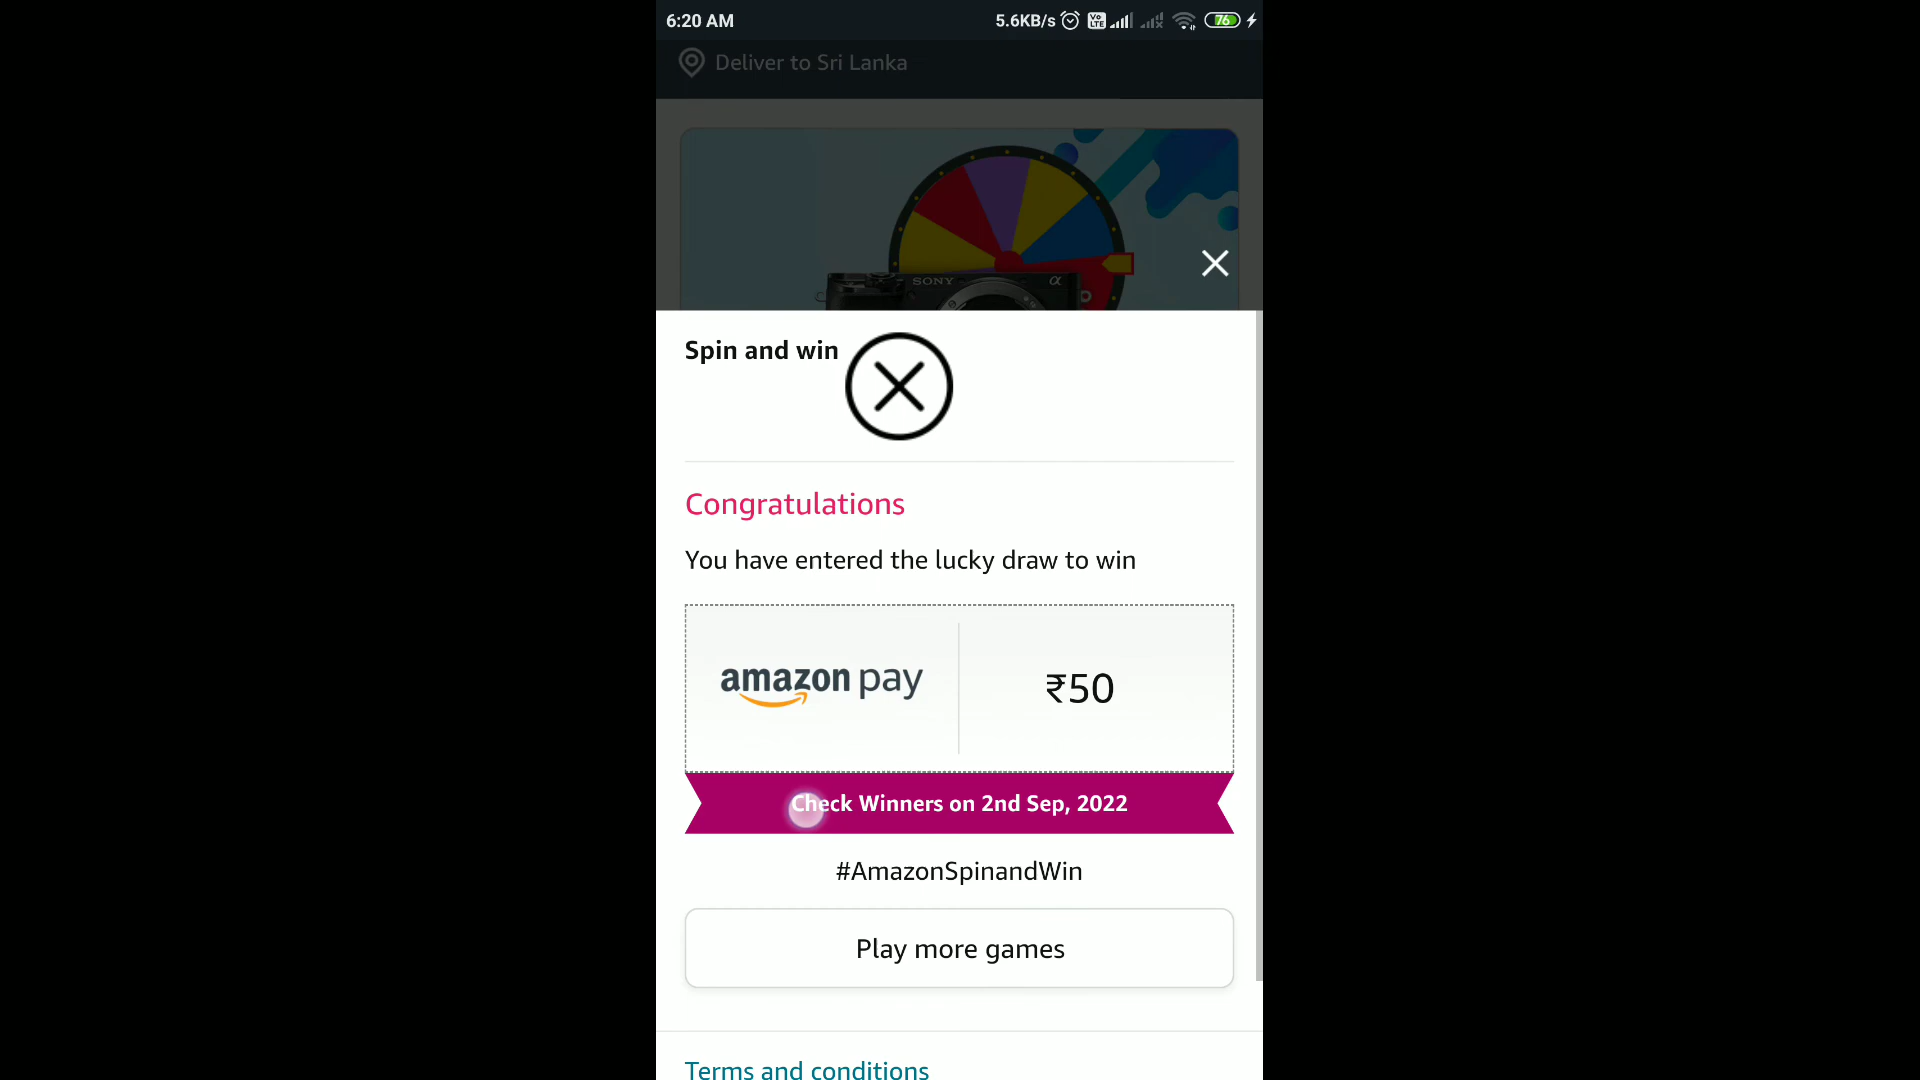 6:20 AM
5.6KB/s Vo LTE 76
Deliver to Sri Lanka
SONY α
Spin and win
Congratulations
You have entered the lucky draw to win
amazon pay
₹50
Check Winners on 2nd Sep, 2022
#AmazonSpinandWin
Play more games
Terms and conditions